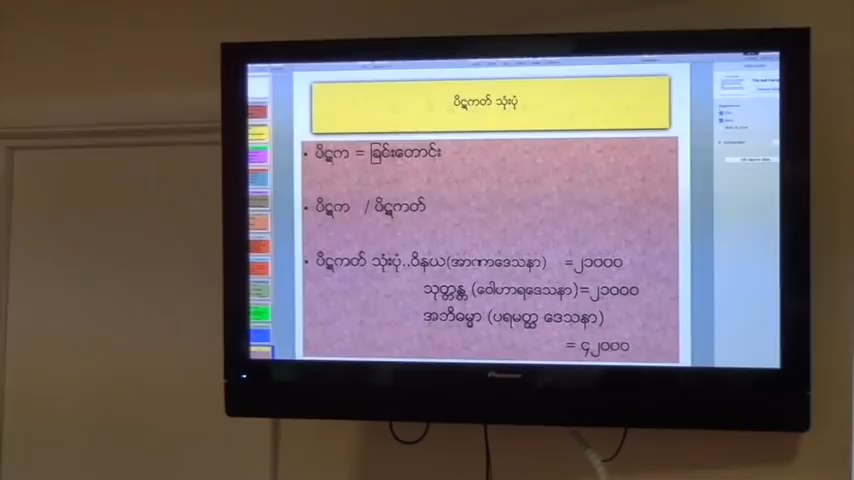 ပိဋကတ် သုံးပုံ
• ပိဋက = ခြင်းတောင်း
• ပိဋက / ပိဋကတ်
• ပိဋကတ် သုံးပုံ..ဝိနယ(အာဏာဒေသနာ) =၂၁၀၀၀
သုတ္တန္တ (ဝေါဟာရဒေသနာ)=၂၁၀၀၀
အဘိဓမ္မာ (ပရမတ္ထ ဒေသနာ)
= ၄၂၀၀၀